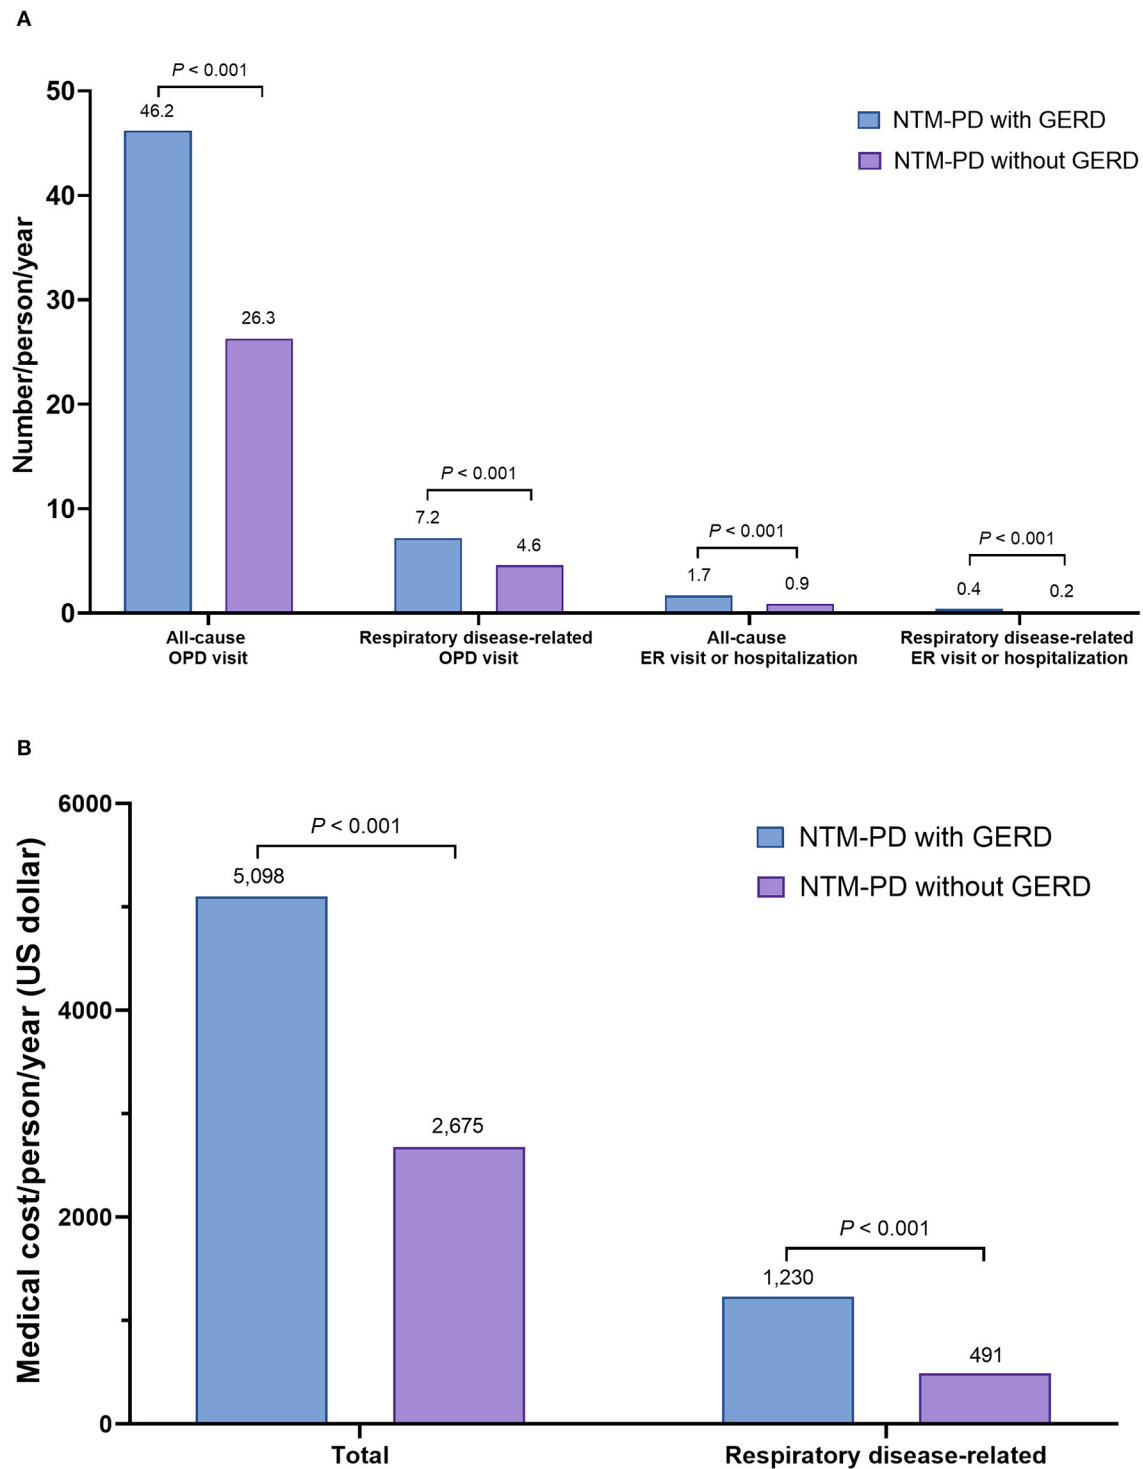 A
P < 0.001
50
46.2
NTM-PD with GERD
NTM-PD without GERD
40
Number/person/year
30
26.3
20
P < 0.001
10
7.2
4.6
P < 0.001
1.7
0.9
P < 0.001
0.4
0.2
0
All-cause
OPD visit
Respiratory disease-related
OPD visit
All-cause
ER visit or hospitalization
Respiratory disease-related
ER visit or hospitalization
B
6000
P < 0.001
NTM-PD with GERD
NTM-PD without GERD
5,098
Medical cost/person/year (US dollar)
4000
2,675
2000
P < 0.001
1,230
491
0
Total
Respiratory disease-related